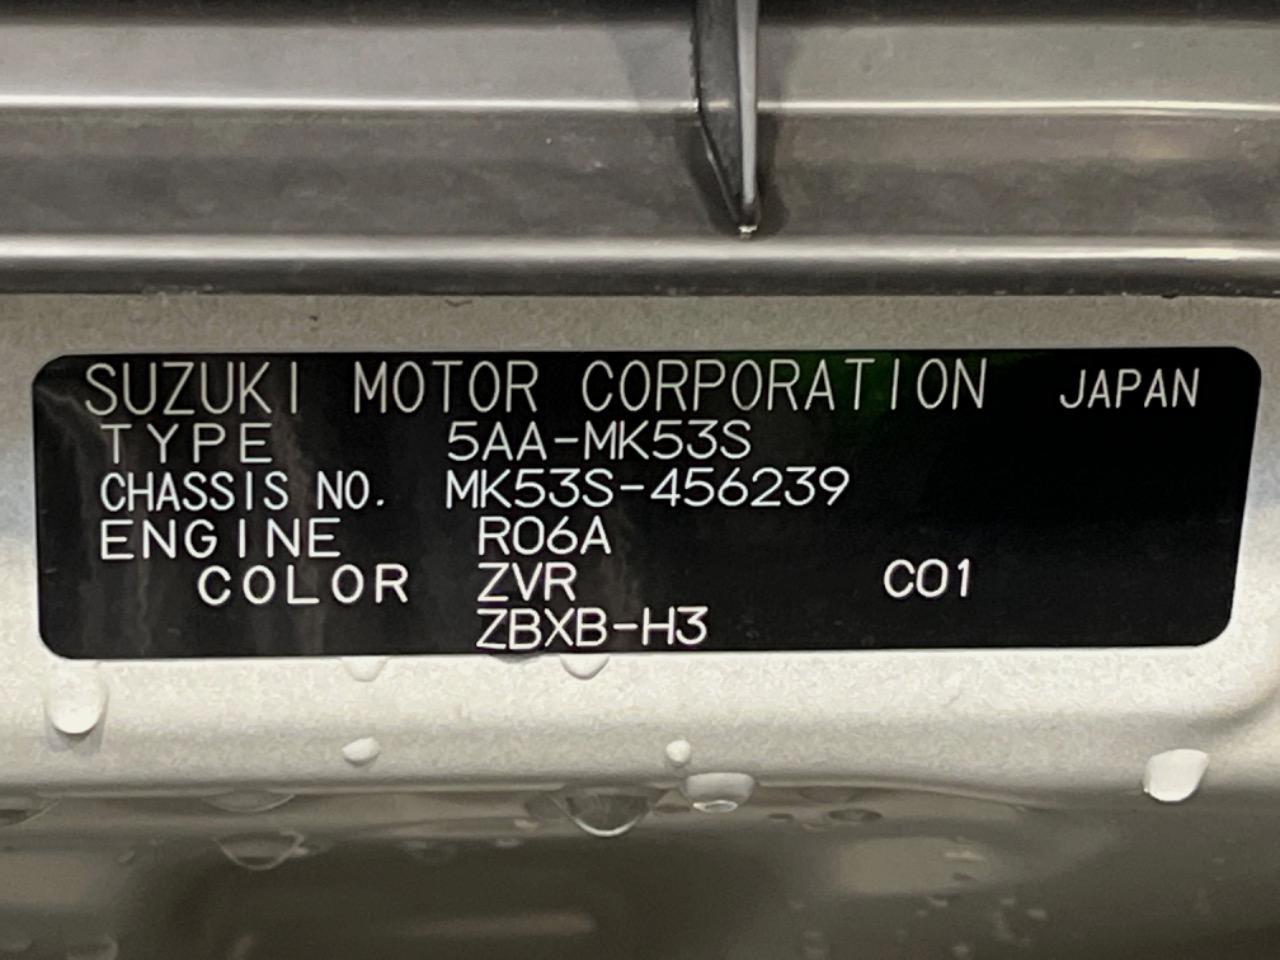 SUZUKI MOTOR CORPORATION JAPAN
TYPE 5AA-MK53S
CHASSIS NO. MK53S-456239
ENGINE R06A
COLOR ZVR C01
ZBXB-H3